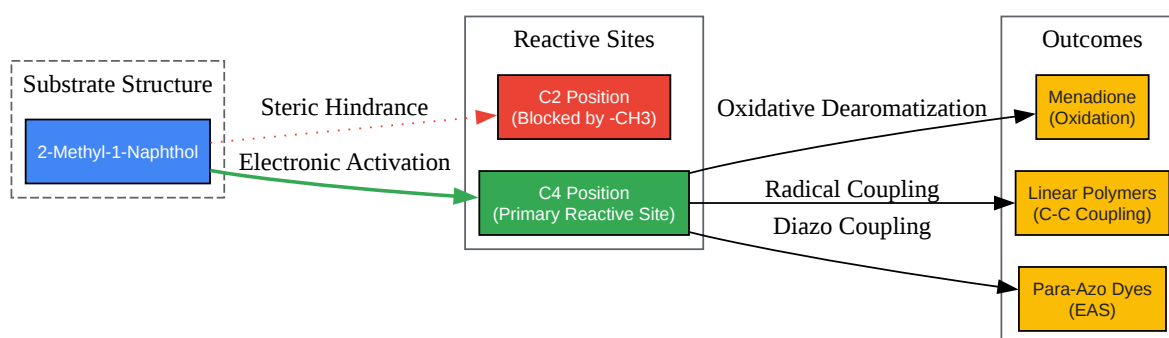 Substrate Structure
2-Methyl-1-Naphthol
Steric Hindrance
Electronic Activation
Reactive Sites
C2 Position
(Blocked by -CH3)
C4 Position
(Primary Reactive Site)
Oxidative Dearomatization
Radical Coupling
Diazo Coupling
Outcomes
Menadione
(Oxidation)
Linear Polymers
(C-C Coupling)
Para-Azo Dyes
(EAS)